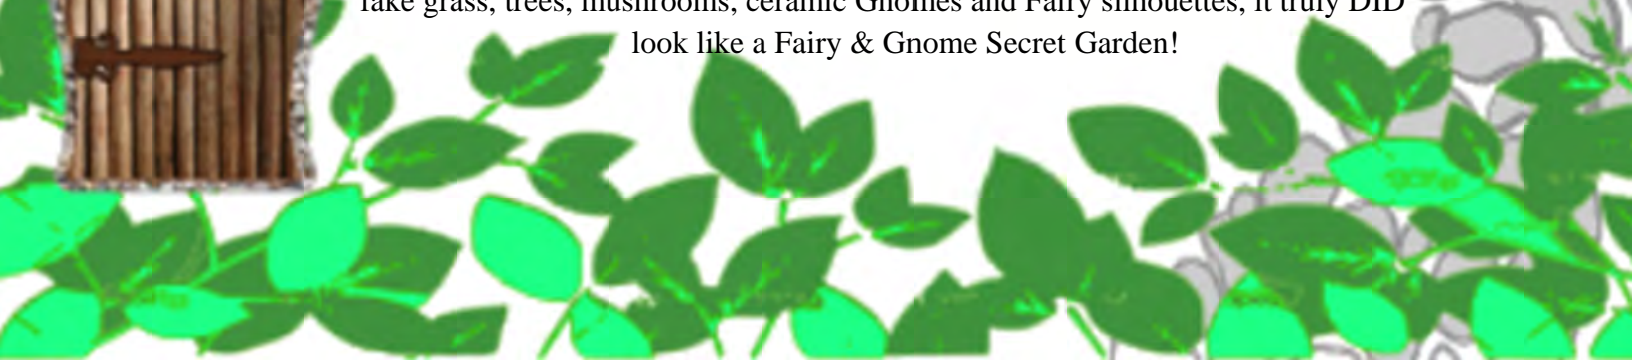 fake grass, trees, mushrooms, ceramic Gnomes and Fairy silhouettes, it truly DID
look like a Fairy & Gnome Secret Garden!